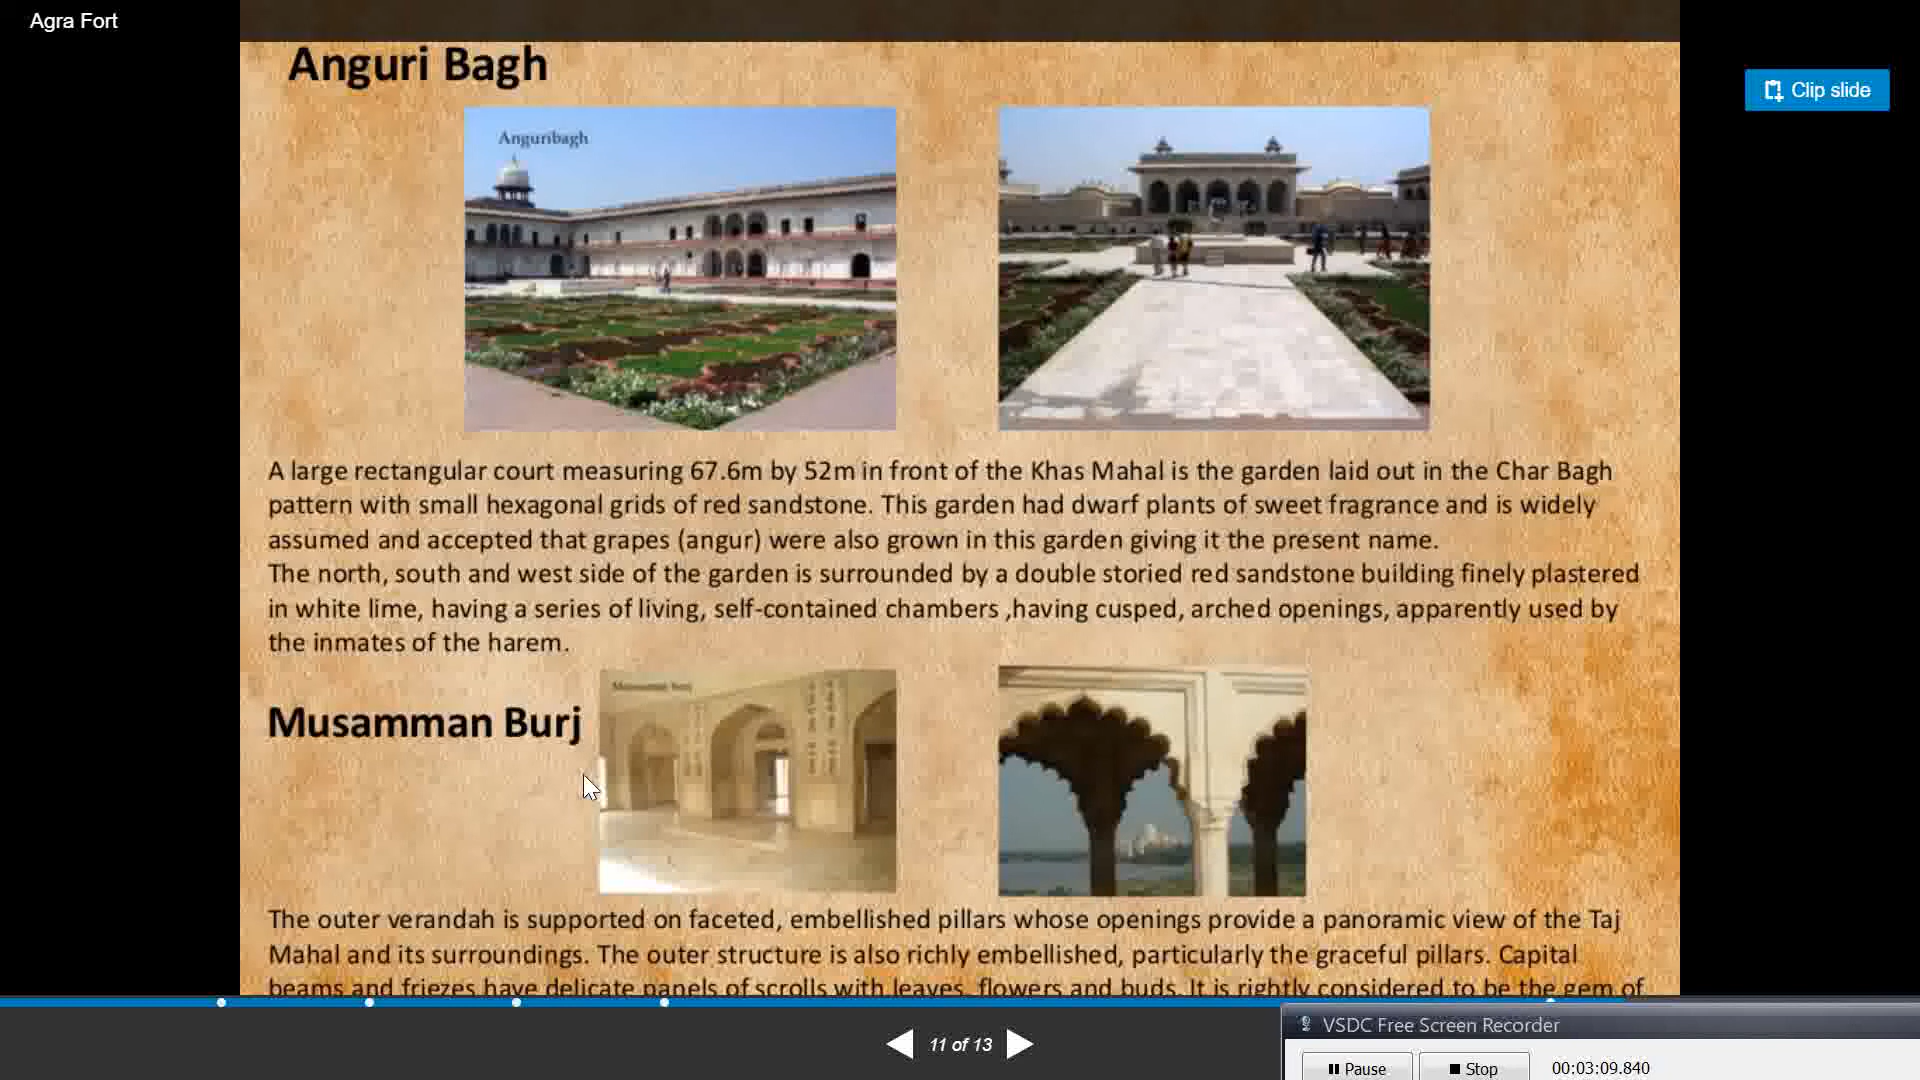 Agra Fort
Anguri Bagh
Clip slide
Anguribagh
A large rectangular court measuring 67.6m by 52m in front of the Khas Mahal is the garden laid out in the Char Bagh
pattern with small hexagonal grids of red sandstone. This garden had dwarf plants of sweet fragrance and is widely
assumed and accepted that grapes (angur) were also grown in this garden giving it the present name.
The north, south and west side of the garden is surrounded by a double storied red sandstone building finely plastered
in white lime, having a series of living, self-contained chambers ,having cusped, arched openings, apparently used by
the inmates of the harem.
Musamman Burj
Musamman Burj
The outer verandah is supported on faceted, embellished pillars whose openings provide a panoramic view of the Taj
Mahal and its surroundings. The outer structure is also richly embellished, particularly the graceful pillars. Capital
beams and friezes have delicate panels of scrolls with leaves, flowers and buds. It is rightly considered to be the gem of
11 of 13
VSDC Free Screen Recorder
Pause
Stop
00:03:09.840